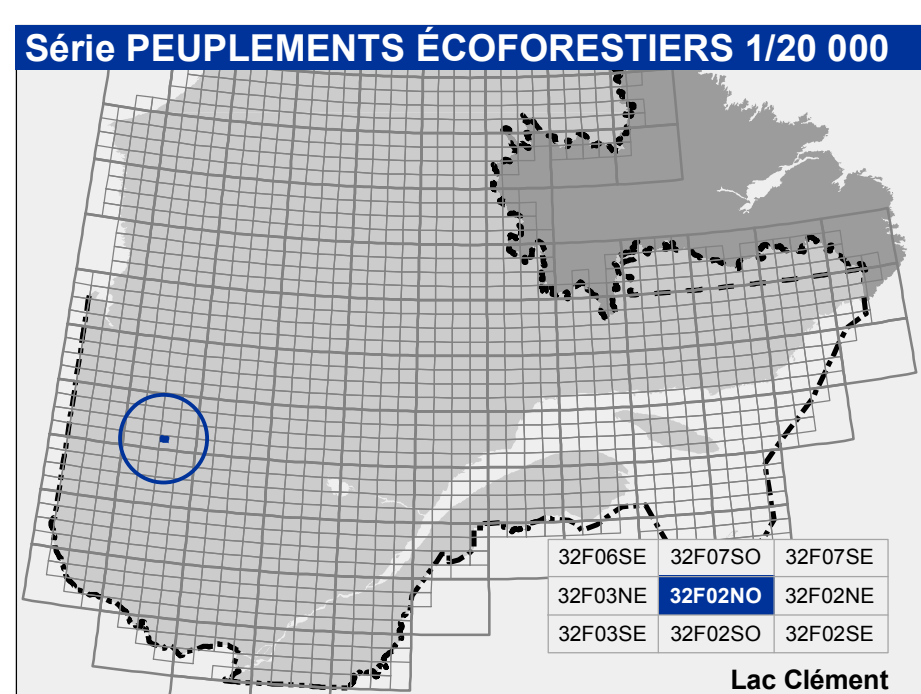 Série PEUPLEMENTS ÉCOFORESTIERS 1/20 000
32F06SE 32F07SO 32F07SE
32F03NE 32F02NO 32F02NE
32F03SE 32F02SO 32F02SE
Lac Clément